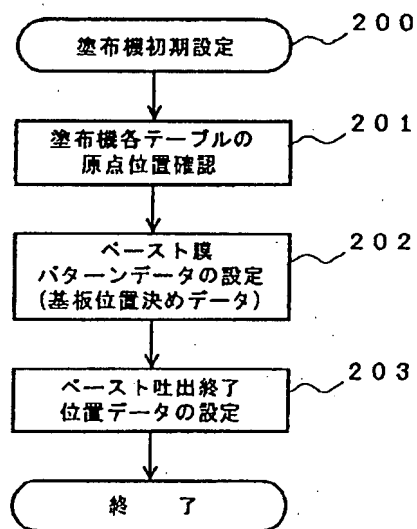 塗布機初期設定
200
塗布機各テーブルの
原点位置確認
201
ペースト膜
パターンデータの設定
(基板位置決めデータ)
202
ペースト吐出終了
位置データの設定
203
終 了